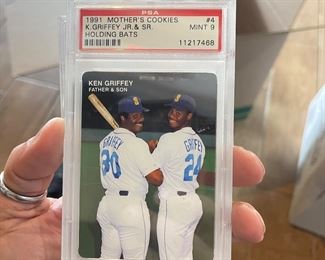 PSA
1991 MOTHER'S COOKIES #4
K.GRIFFEY JR.& SR. MINT 9
HOLDING BATS
11217468
KEN GRIFFEY
FATHER & SON
S S
GRIFFEY GRIFFEY
30 24